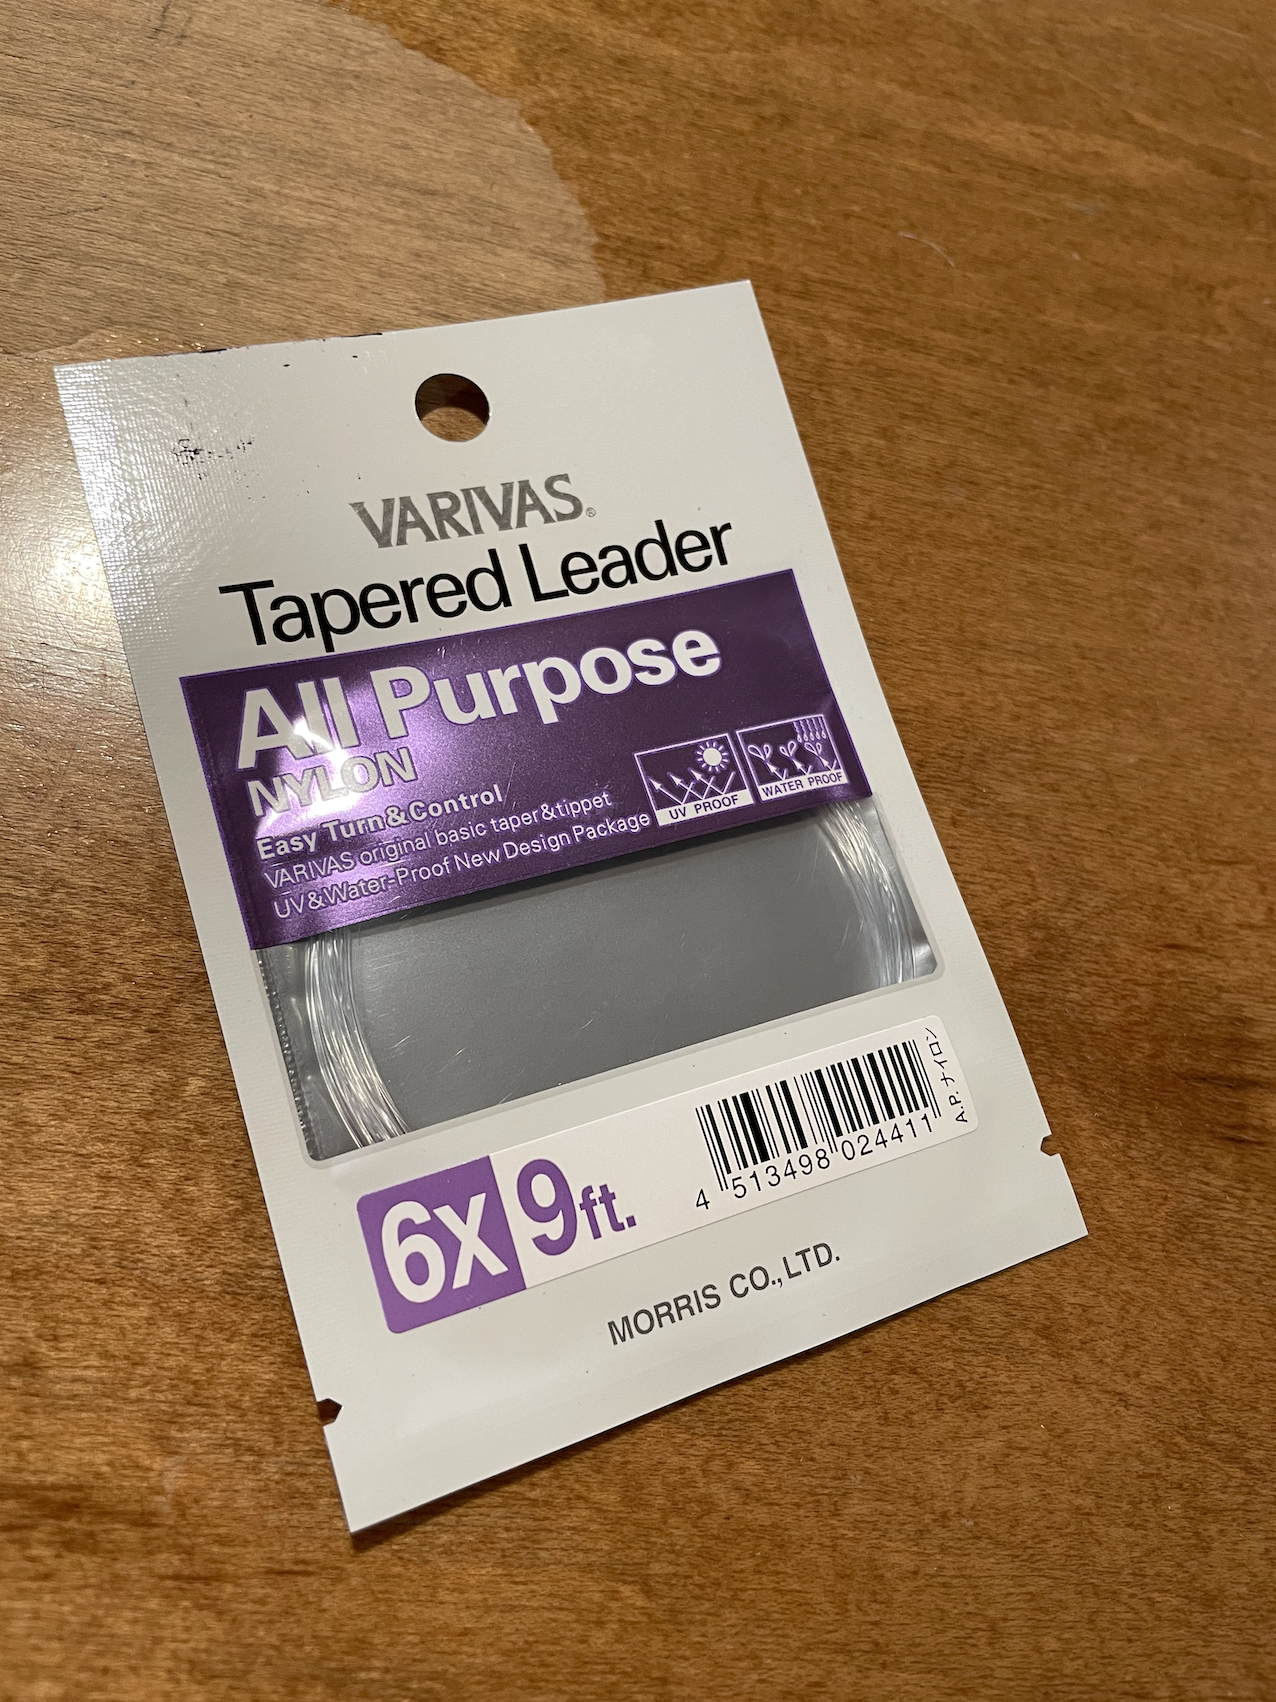 VARIVAS®
Tapered Leader
All Purpose
NYLON
Easy Turn & Control
VARIVAS original basic taper&tippet
UV&Water-Proof New Design Package
UV PROOF
WATER PROOF
6X 9ft.
4 513498 024411
A.P. ナイロン
MORRIS CO., LTD.